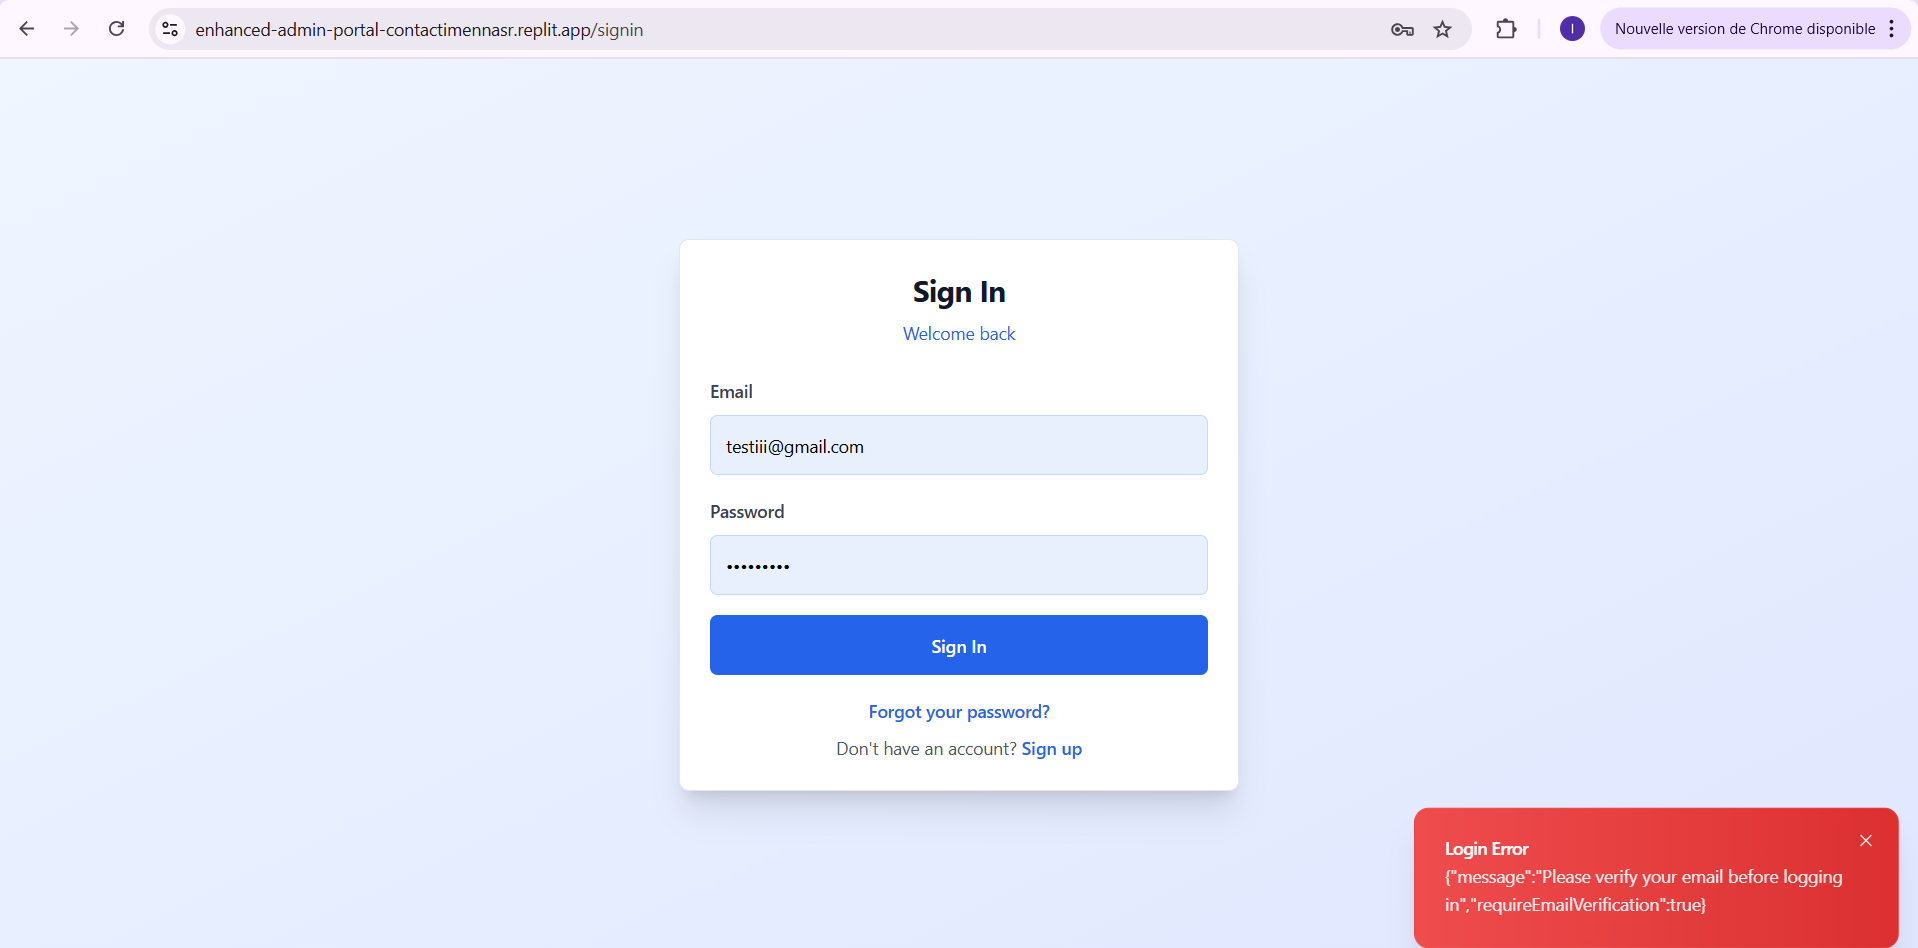 enhanced-admin-portal-contactimennasr.replit.app/signin
I
Nouvelle version de Chrome disponible
Sign In
Welcome back
Email
testiii@gmail.com
Password
•••••••••
Sign In
Forgot your password?
Don't have an account? Sign up
Login Error
{"message":"Please verify your email before logging
in","requireEmailVerification":true}